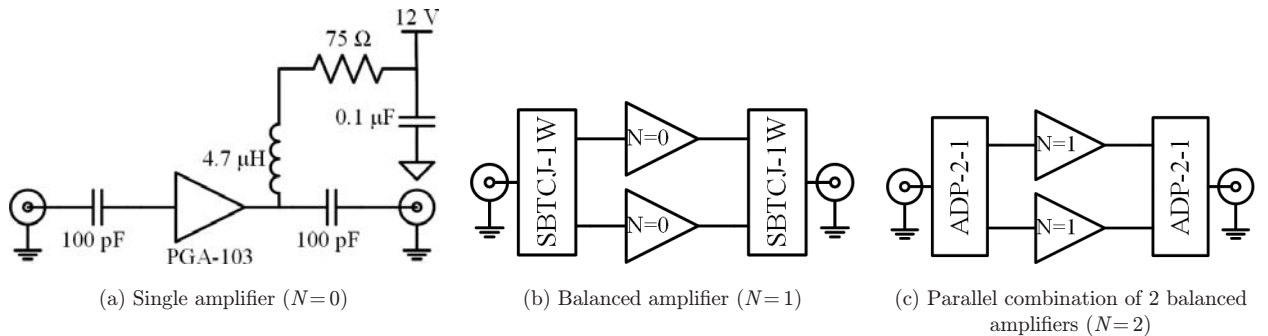 12 V
75 Ω
0.1 μF
4.7 μH
100 pF
100 pF
PGA-103
(a) Single amplifier (N=0)
SBTCJ-1W
N=0
N=0
SBTCJ-1W
(b) Balanced amplifier (N=1)
ADP-2-1
N=1
N=1
ADP-2-1
(c) Parallel combination of 2 balanced
amplifiers (N=2)